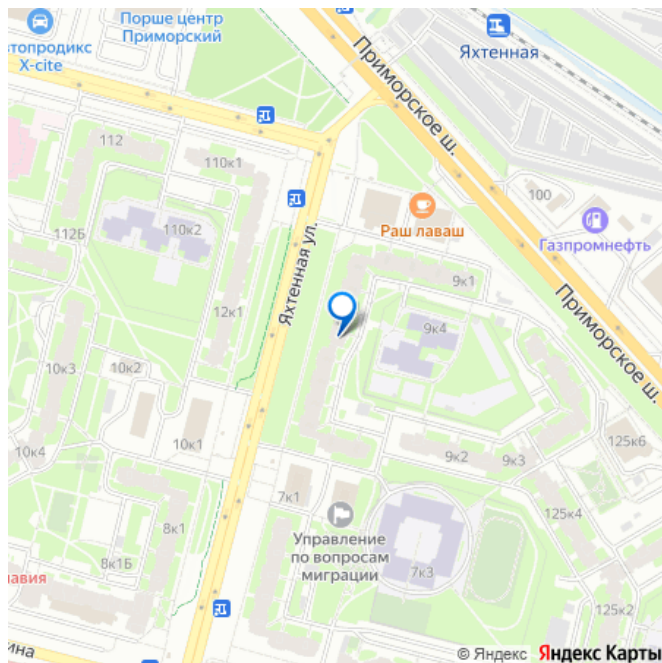 Порше центр
Приморский
втопродикс
X-cite
Яхтенная
Приморское ш.
112
110к1
100
Раш лаваш
Газпромнефть
110к2
112Б
Яхтенная ул.
9к1
Приморское ш.
12к1
9к4
10к3
10к2
10к1
10к4
125к6
9к2
9к3
7к1
125к4
8к1
Управление
по вопросам
миграции
8к1Б
7к3
лавия
125к2
ина
© Яндекс Яндекс Карты